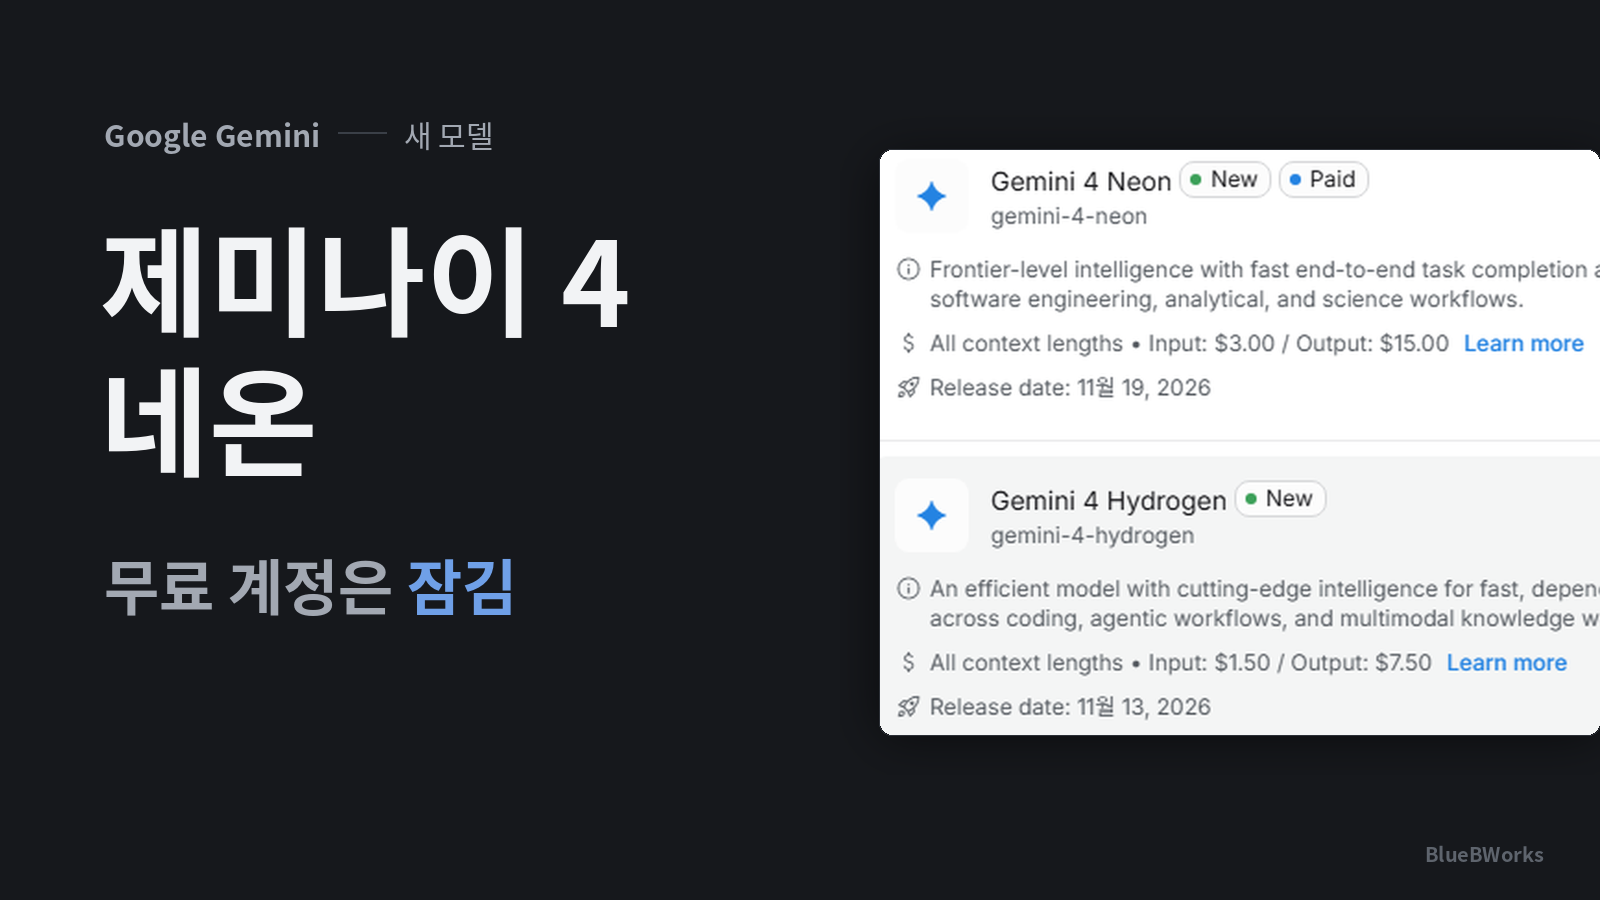 Google Gemini 새 모델
제미나이 4
네온
무료 계정은 잠김
Gemini 4 Neon New Paid
gemini-4-neon
Frontier-level intelligence with fast end-to-end task completion a
software engineering, analytical, and science workflows.
$ All context lengths • Input: $3.00 / Output: $15.00 Learn more
Release date: 11월 19, 2026
Gemini 4 Hydrogen New
gemini-4-hydrogen
An efficient model with cutting-edge intelligence for fast, depen
across coding, agentic workflows, and multimodal knowledge w
$ All context lengths • Input: $1.50 / Output: $7.50 Learn more
Release date: 11월 13, 2026
BlueBWorks